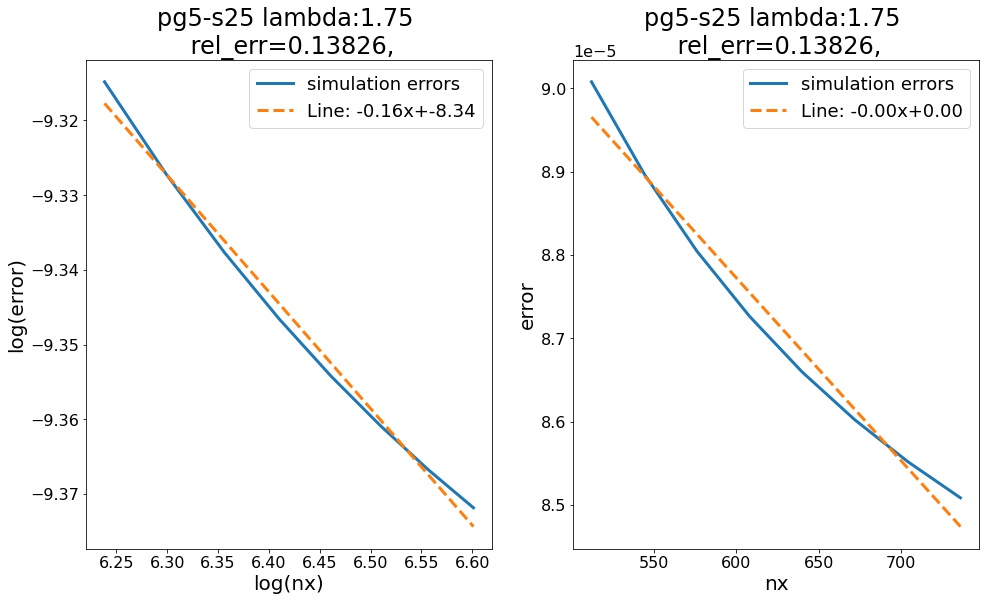 pg5-s25 lambda:1.75
rel_err=0.13826,
simulation errors
Line: -0.16x+-8.34
−9.32
−9.33
−9.34
−9.35
−9.36
−9.37
log(error)
6.25 6.30 6.35 6.40 6.45 6.50 6.55 6.60
log(nx)
pg5-s25 lambda:1.75
rel_err=0.13826,
1e−5
simulation errors
Line: -0.00x+0.00
9.0
8.9
8.8
8.7
8.6
8.5
error
550 600 650 700
nx